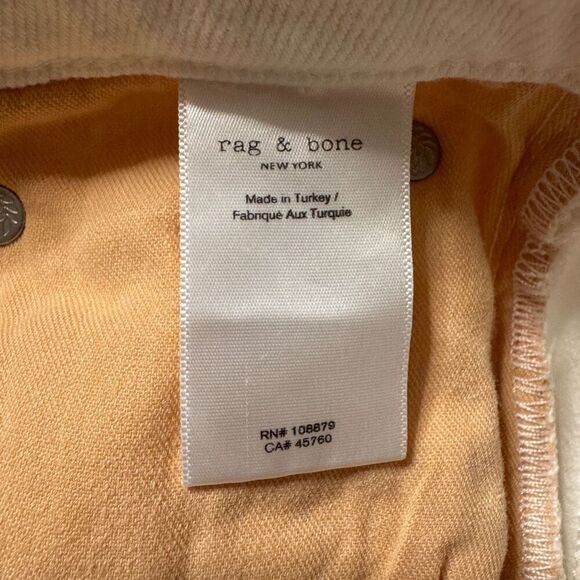 rag & bone
NEW YORK
Made in Turkey /
Fabriqué Aux Turquie
RN# 108879
CA# 45760